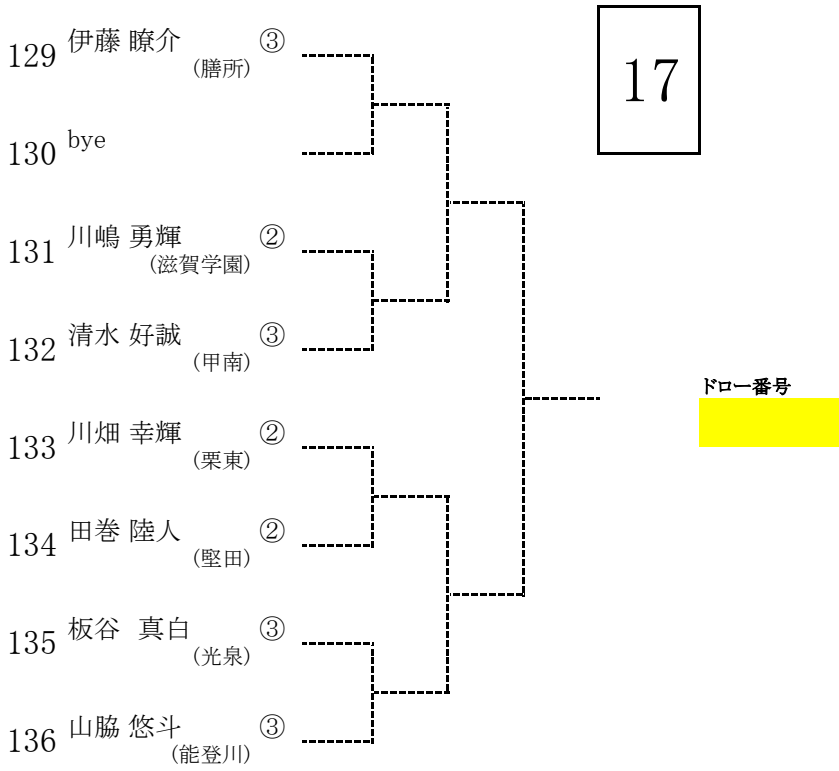 129 伊藤 瞭介 ③
(膳所)
17
130 bye
131 川嶋 勇輝 ②
(滋賀学園)
132 清水 好誠 ③
(甲南)
ドロー番号
133 川畑 幸輝 ②
(栗東)
134 田巻 陸人 ②
(堅田)
135 板谷 真白 ③
(光泉)
136 山脇 悠斗 ③
(能登川)